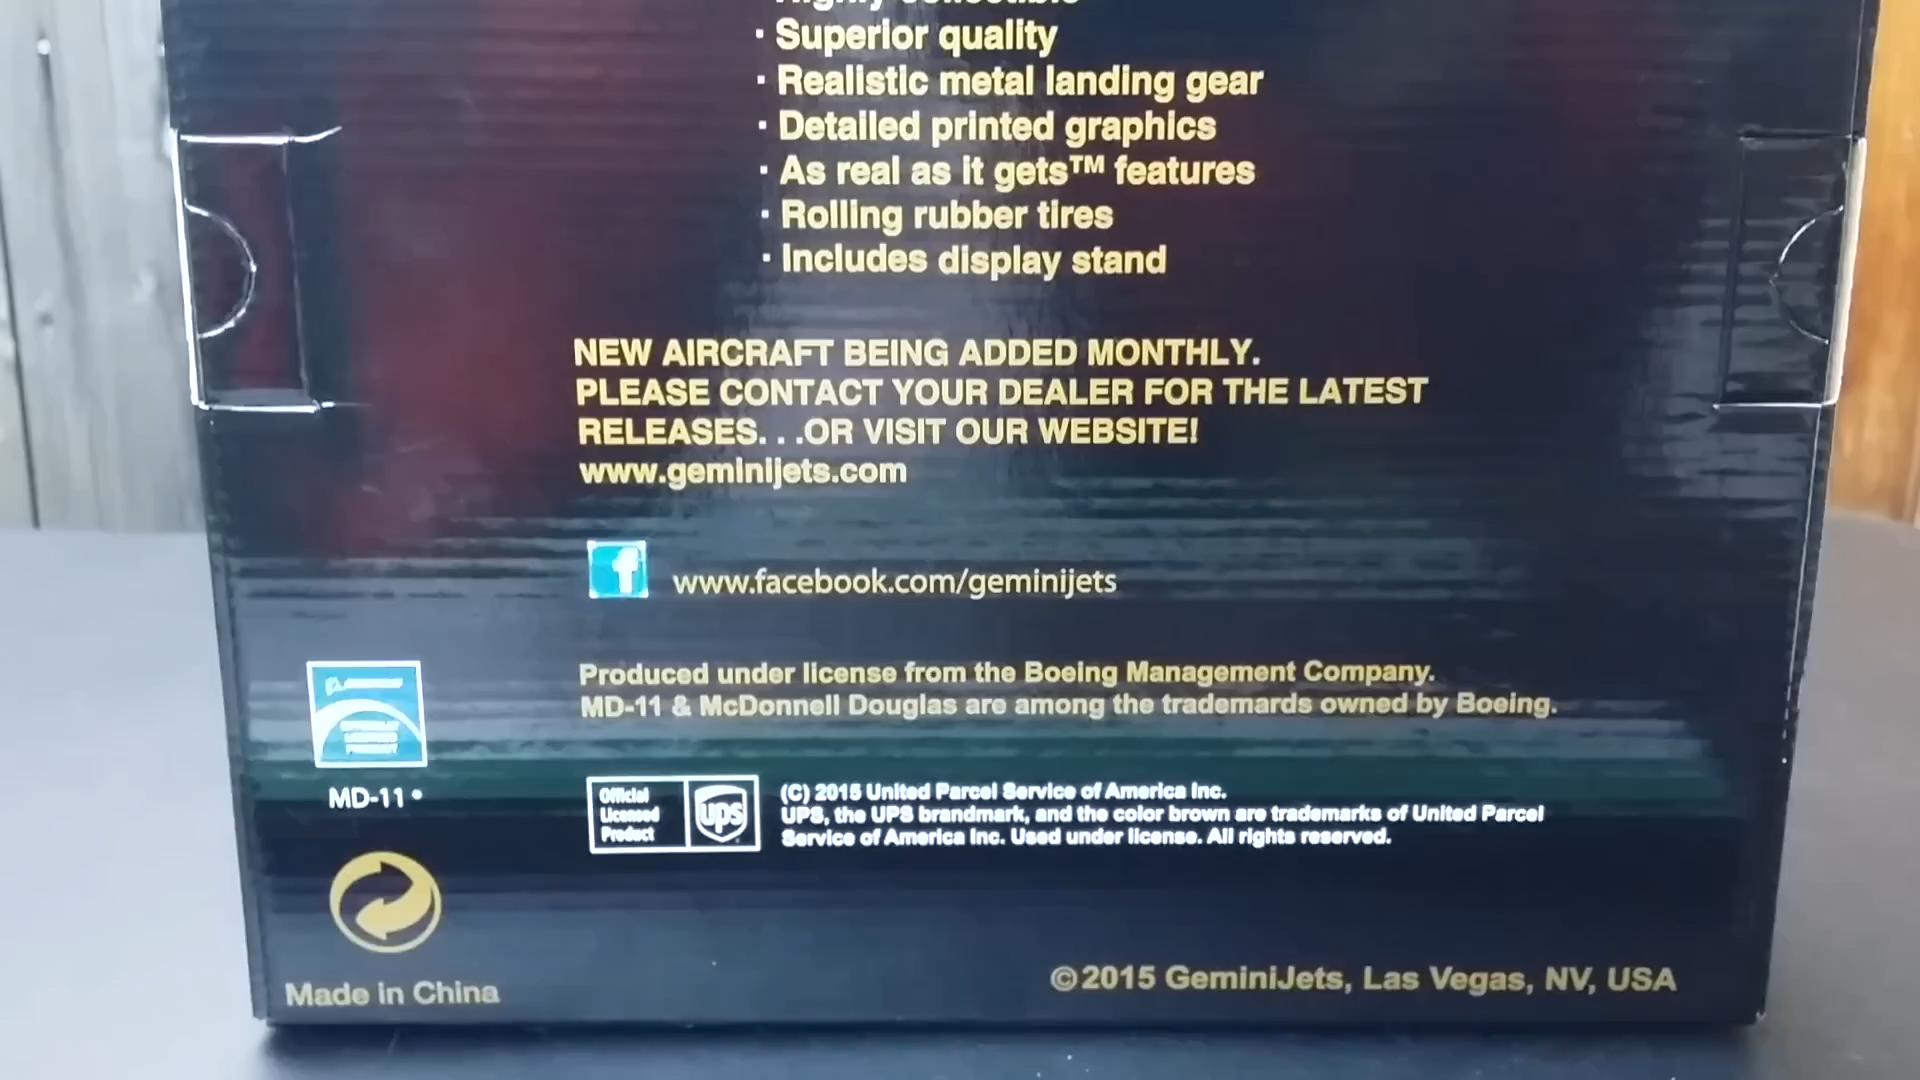 Highly collectible
· Superior quality
· Realistic metal landing gear
· Detailed printed graphics
· As real as it gets™ features
· Rolling rubber tires
· Includes display stand
NEW AIRCRAFT BEING ADDED MONTHLY.
PLEASE CONTACT YOUR DEALER FOR THE LATEST
RELEASES. . .OR VISIT OUR WEBSITE!
www.geminijets.com
f
www.facebook.com/geminijets
Produced under license from the Boeing Management Company.
MD-11 & McDonnell Douglas are among the trademards owned by Boeing.
MD-11
Official
Licensed
Product
ups
(C) 2015 United Parcel Service of America Inc.
UPS, the UPS brandmark, and the color brown are trademarks of United Parcel
Service of America Inc. Used under license. All rights reserved.
Made in China
©2015 GeminiJets, Las Vegas, NV, USA